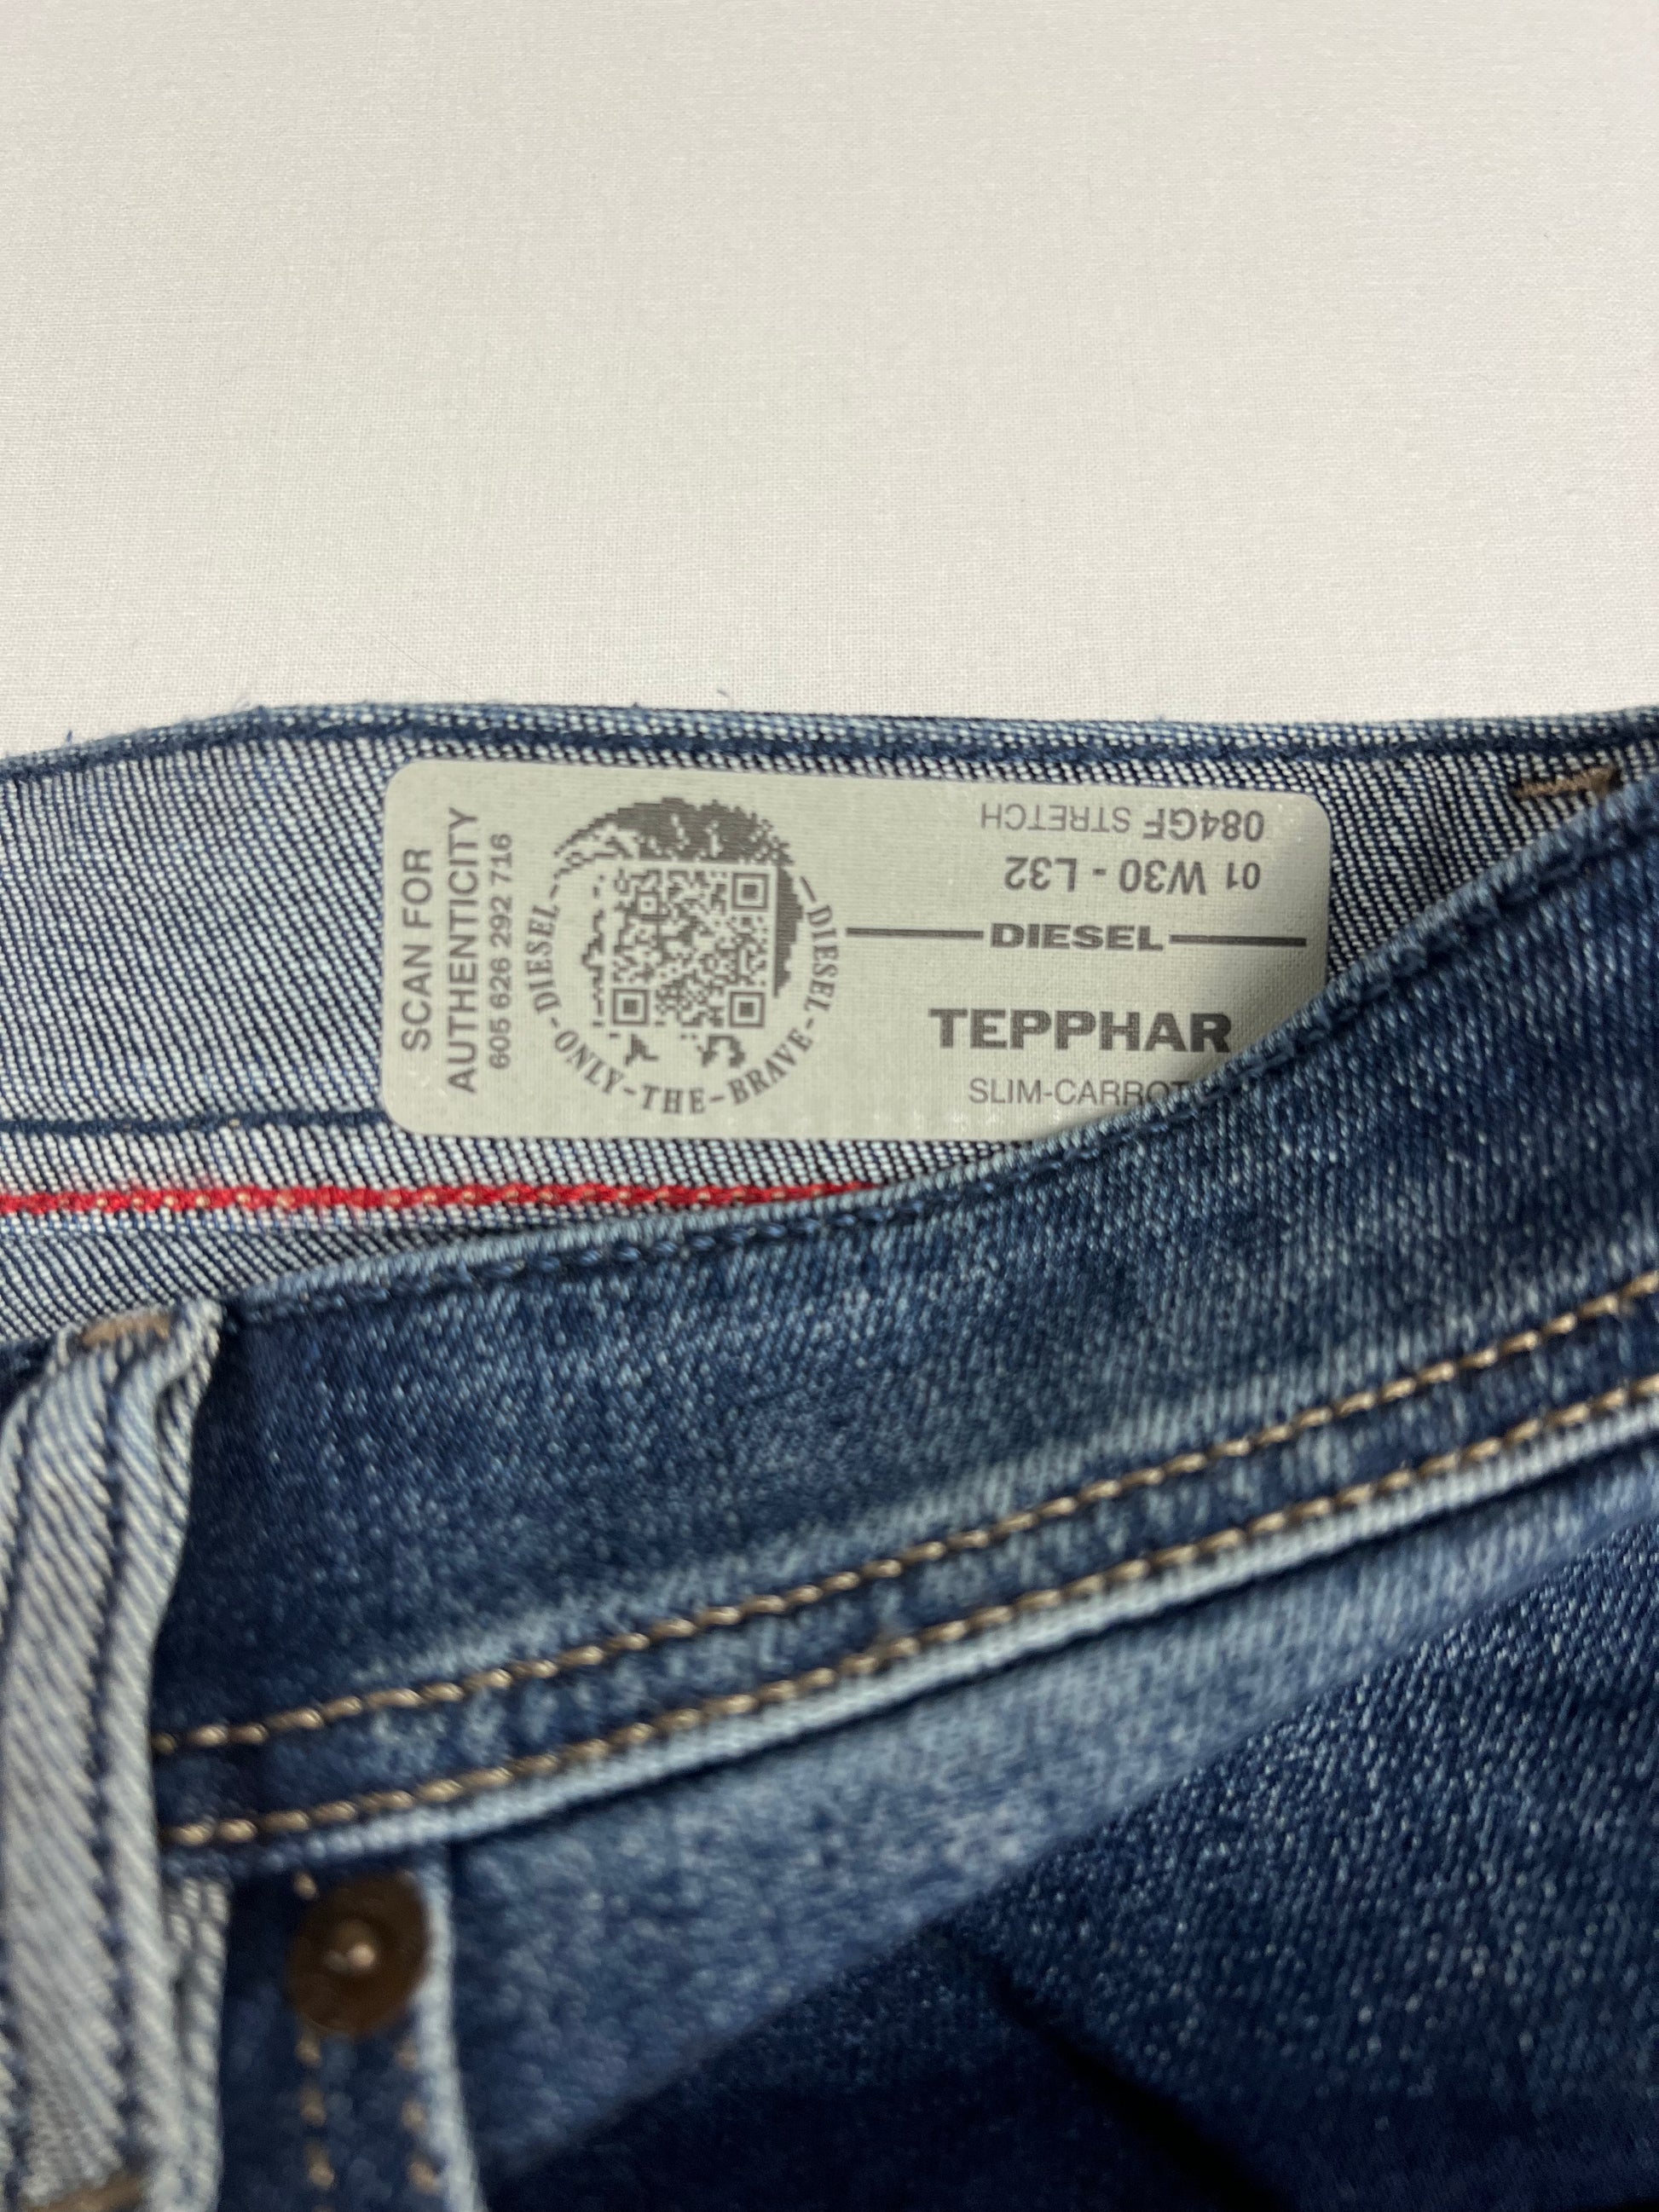 SCAN FOR
AUTHENTICITY
605 626 292 716
DIESEL-ONLY-THE-BRAVE-DIESEL
084GF STRETCH
01 W30 - L32
DIESEL
TEPPHAR
SLIM-CARROT